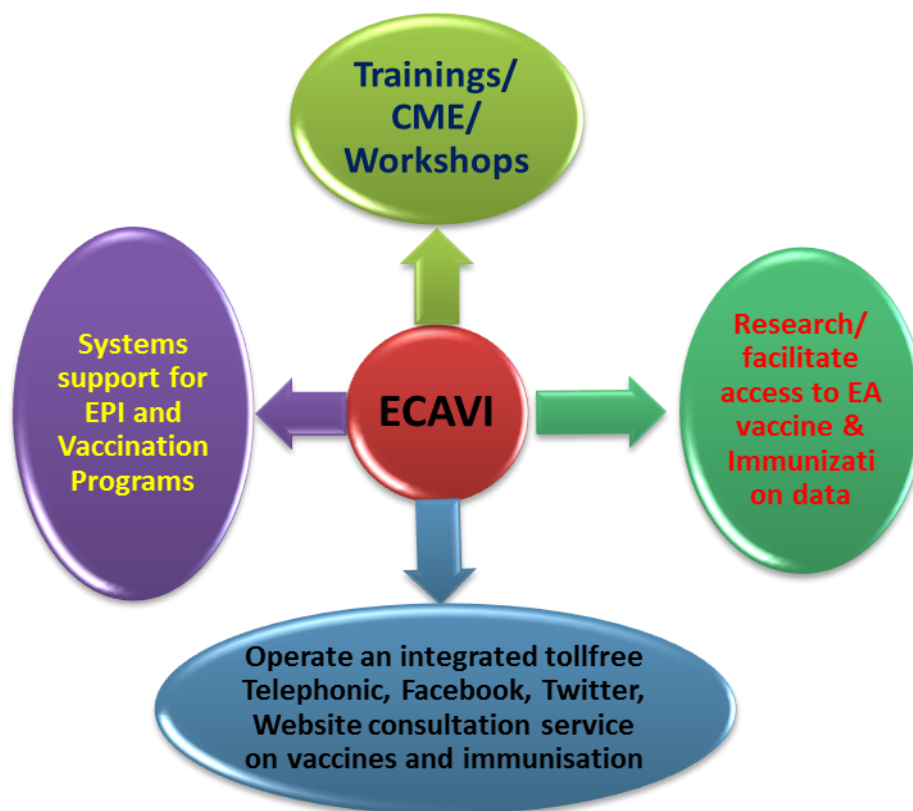 Trainings/
CME/
Workshops
Systems
support for
EPI and
Vaccination
Programs
ECAVI
Research/
facilitate
access to EA
vaccine &
Immunizati
on data
Operate an integrated tollfree
Telephonic, Facebook, Twitter,
Website consultation service
on vaccines and immunisation